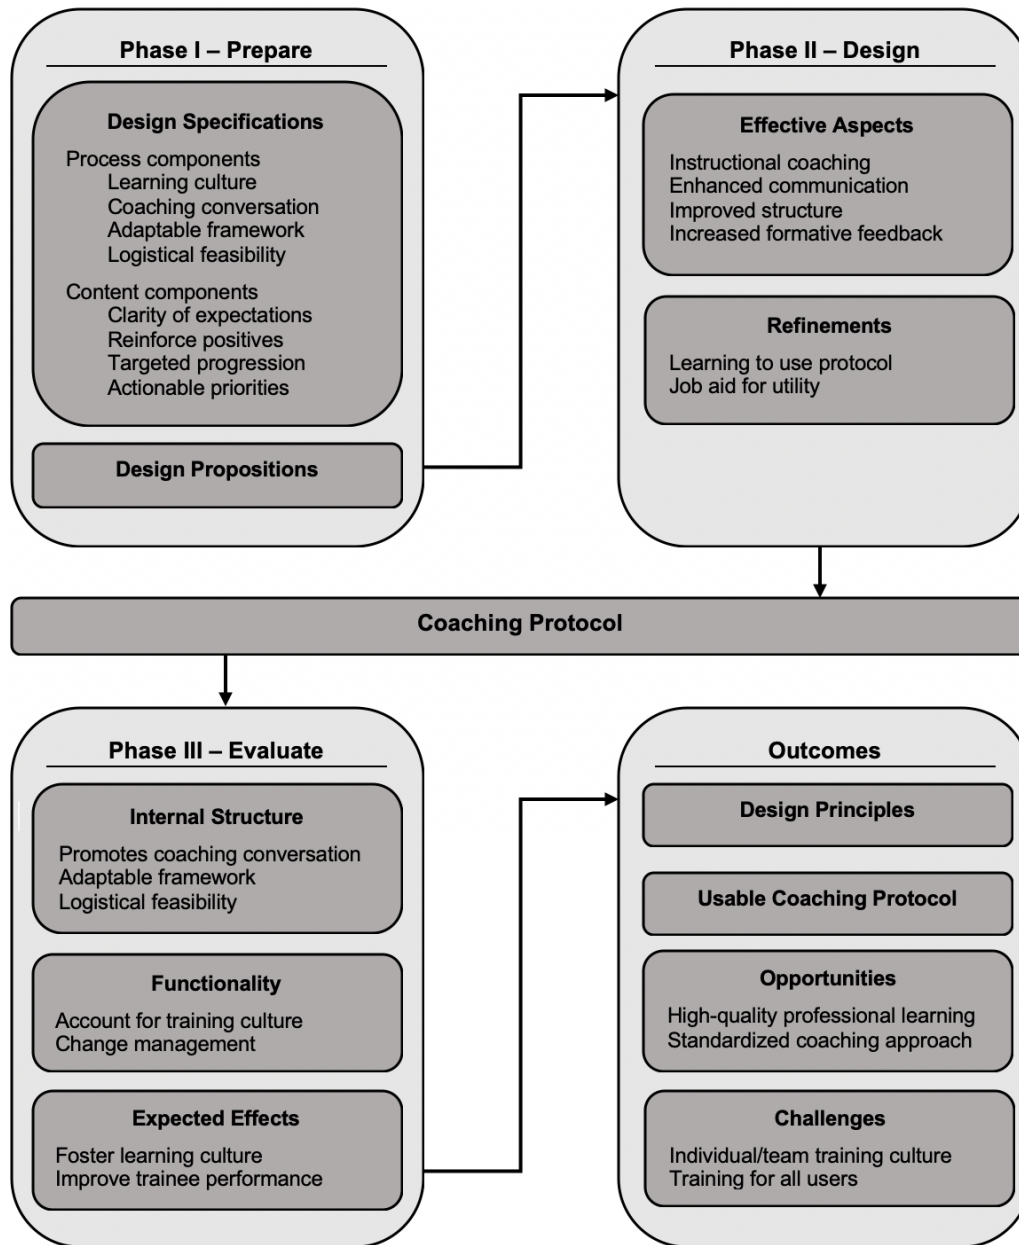 Phase I – Prepare
Design Specifications
Process components
Learning culture
Coaching conversation
Adaptable framework
Logistical feasibility
Content components
Clarity of expectations
Reinforce positives
Targeted progression
Actionable priorities
Design Propositions
Phase II – Design
Effective Aspects
Instructional coaching
Enhanced communication
Improved structure
Increased formative feedback
Refinements
Learning to use protocol
Job aid for utility
Coaching Protocol
Phase III – Evaluate
Internal Structure
Promotes coaching conversation
Adaptable framework
Logistical feasibility
Functionality
Account for training culture
Change management
Expected Effects
Foster learning culture
Improve trainee performance
Outcomes
Design Principles
Usable Coaching Protocol
Opportunities
High-quality professional learning
Standardized coaching approach
Challenges
Individual/team training culture
Training for all users